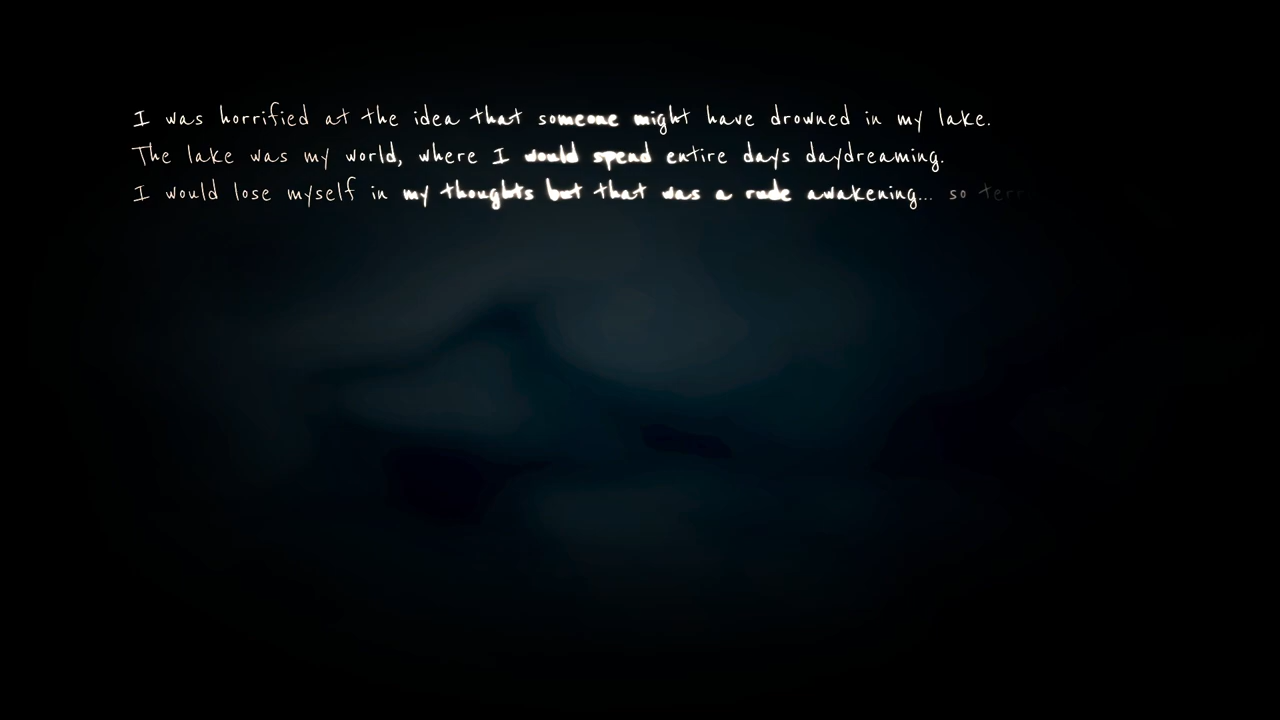 I was horrified at the idea that someone might have drowned in my lake.
The lake was my world, where I would spend entire days daydreaming.
I would lose myself in my thoughts but that was a rude awakening... so